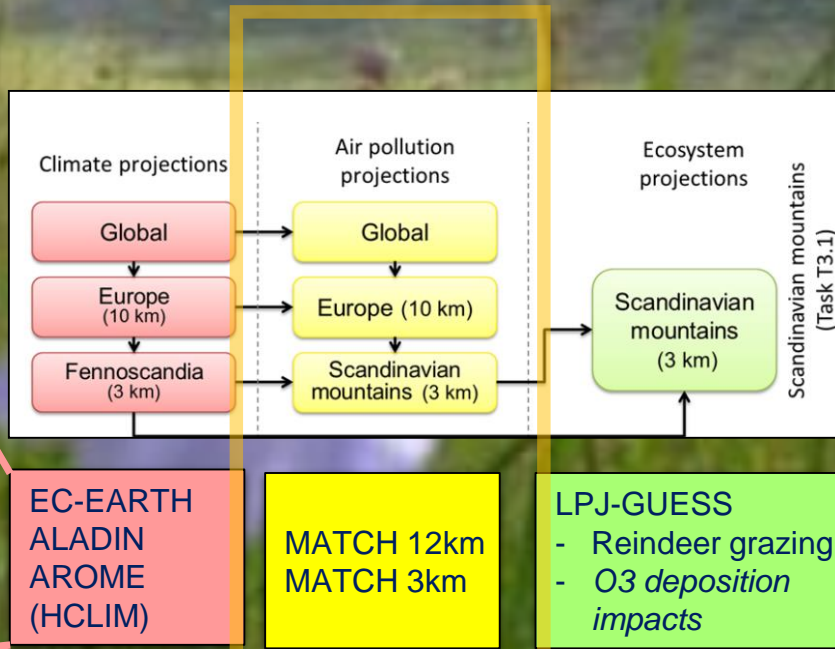 Climate projections
Global
Europe
(10 km)
Fennoscandia
(3 km)
Air pollution
projections
Global
Europe (10 km)
Scandinavian
mountains (3 km)
Ecosystem
projections
Scandinavian
mountains
(3 km)
Scandinavian mountains
(Task T3.1)
EC-EARTH
ALADIN
AROME
(HCLIM)
MATCH 12km
MATCH 3km
LPJ-GUESS
- Reindeer grazing
- O3 deposition
impacts